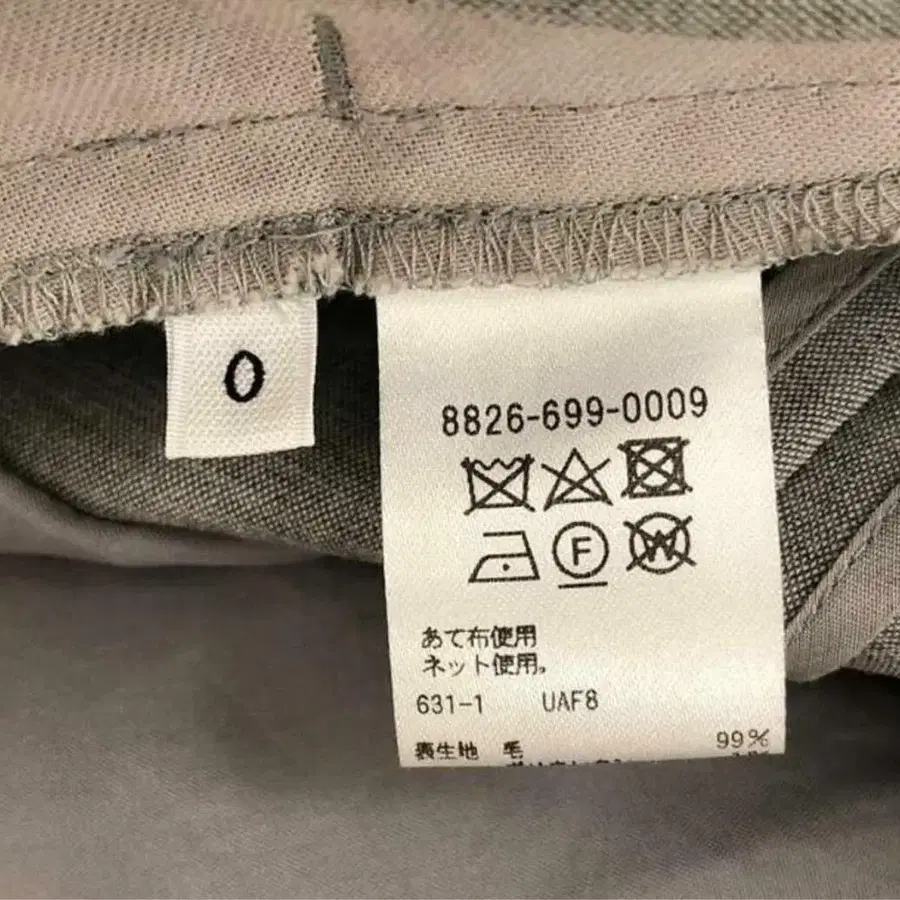 0
8826-699-0009
F
W
あて布使用
ネット使用。
631-1 UAF8
表生地 毛 99%